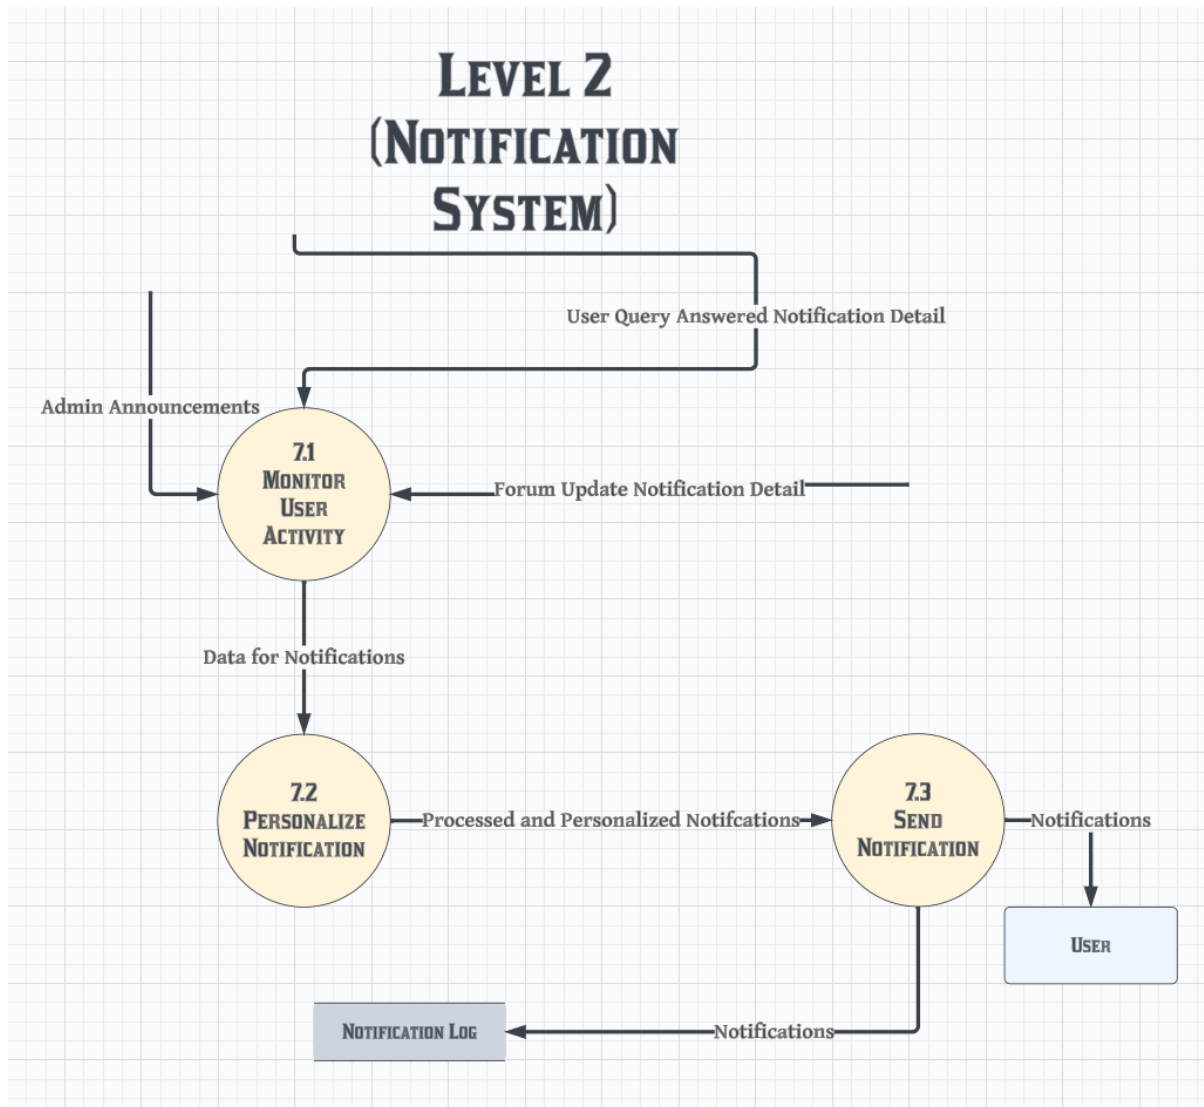 Level 2
(Notification
System)
User Query Answered Notification Detail
Admin Announcements
7.1
Monitor
User
Activity
Forum Update Notification Detail
Data for Notifications
7.2
Personalize
Notification
Processed and Personalized Notifcations
7.3
Send
Notification
Notifications
User
Notification Log
Notifications